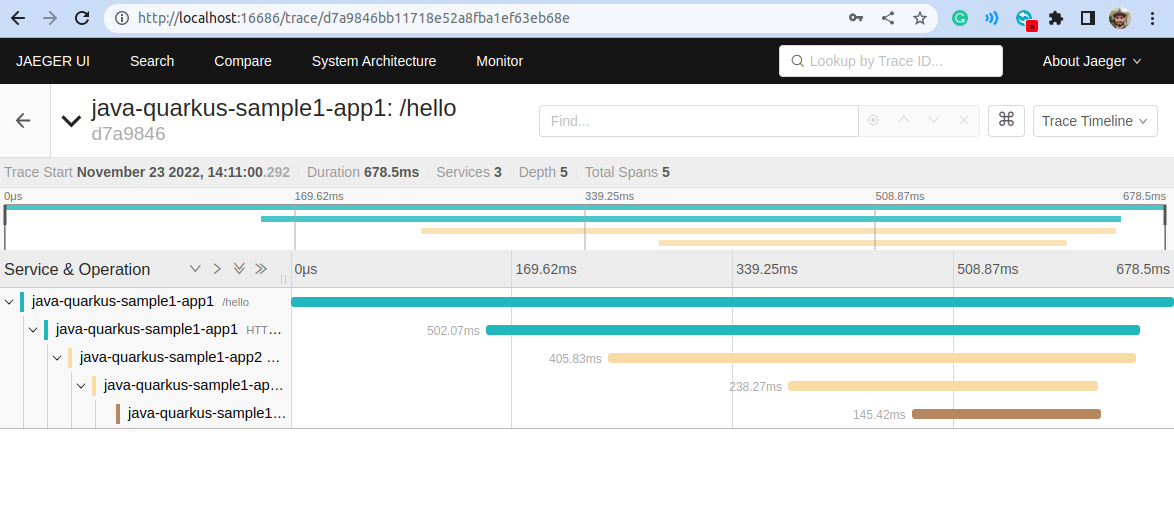 http://localhost:16686/trace/d7a9846bb11718e52a8fba1ef63eb68e
JAEGER UI Search Compare System Architecture Monitor Lookup by Trace ID... About Jaeger
java-quarkus-sample1-app1: /hello
d7a9846
Find... Trace Timeline
Trace Start November 23 2022, 14:11:00.292 Duration 678.5ms Services 3 Depth 5 Total Spans 5
0μs 169.62ms 339.25ms 508.87ms 678.5ms
Service & Operation 0μs 169.62ms 339.25ms 508.87ms 678.5ms
java-quarkus-sample1-app1 /hello
java-quarkus-sample1-app1 HTT... 502.07ms
java-quarkus-sample1-app2 ... 405.83ms
java-quarkus-sample1-ap... 238.27ms
java-quarkus-sample1... 145.42ms